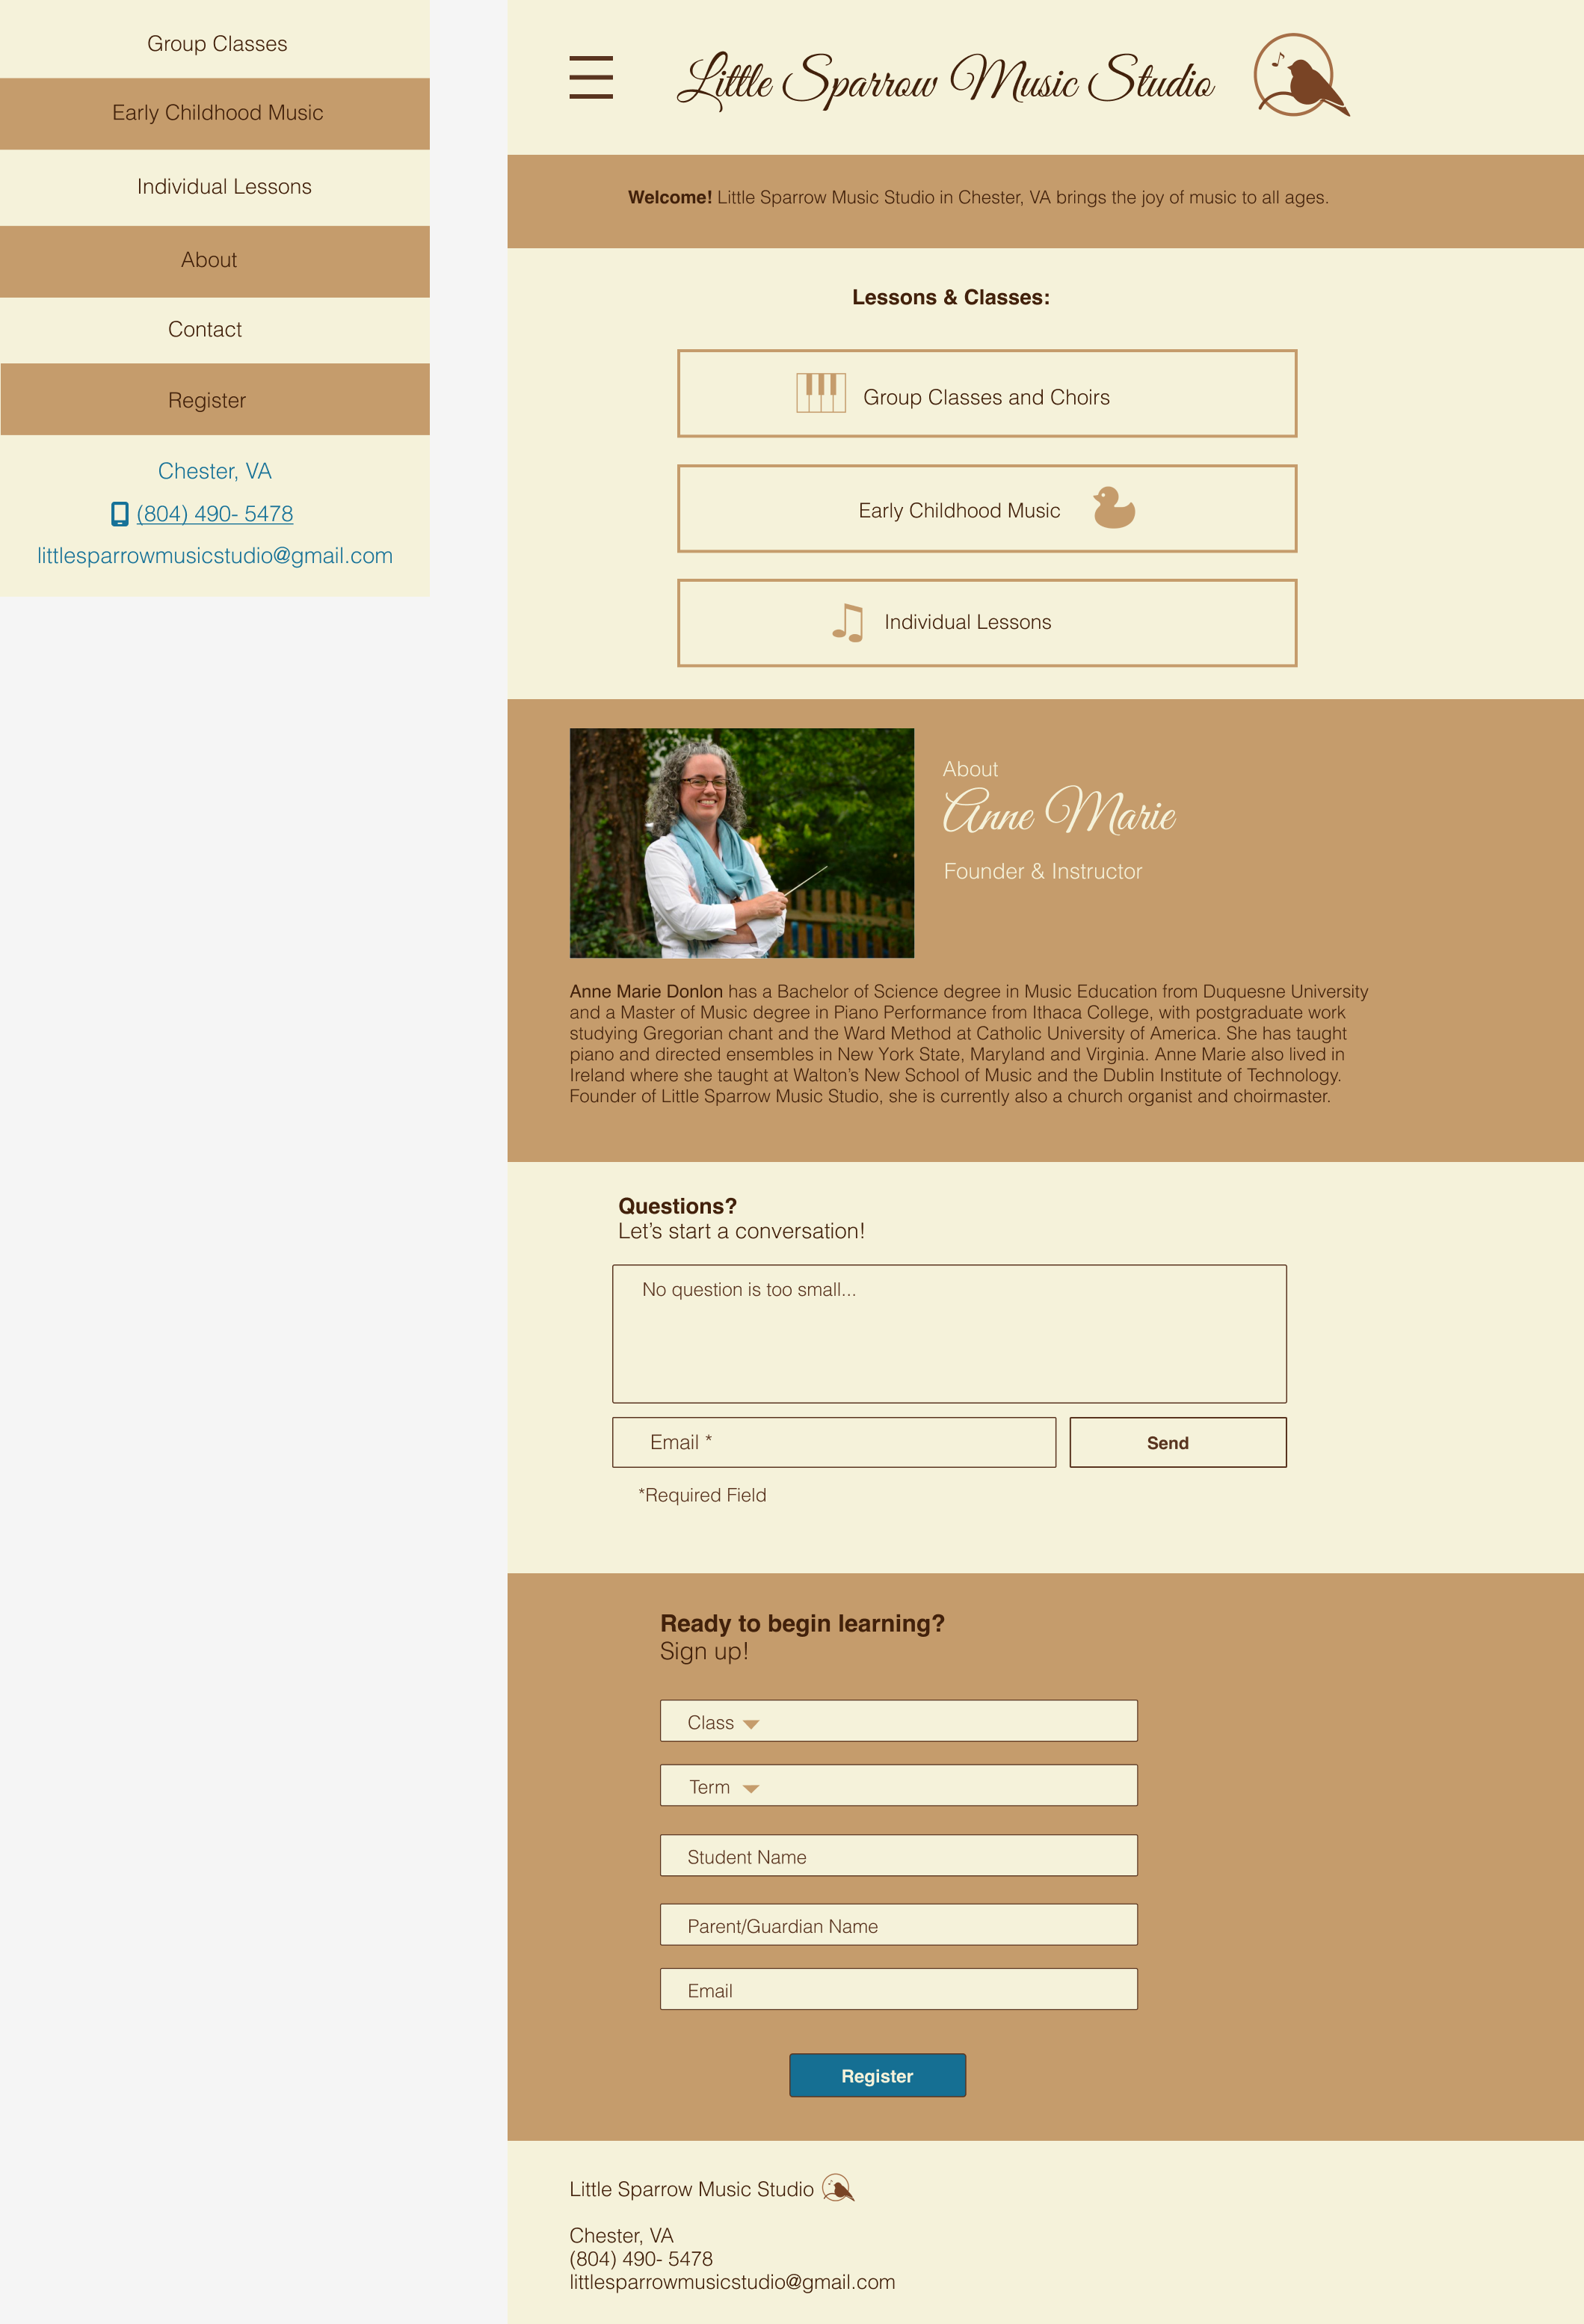 Group Classes
Early Childhood Music
Individual Lessons
About
Contact
Register
Chester, VA
(804) 490- 5478
littlesparrowmusicstudio@gmail.com
Little Sparrow Music Studio
Welcome! Little Sparrow Music Studio in Chester, VA brings the joy of music to all ages.
Lessons & Classes:
Group Classes and Choirs
Early Childhood Music
Individual Lessons
About
Anne Marie
Founder & Instructor
Anne Marie Donlon has a Bachelor of Science degree in Music Education from Duquesne University
and a Master of Music degree in Piano Performance from Ithaca College, with postgraduate work
studying Gregorian chant and the Ward Method at Catholic University of America. She has taught
piano and directed ensembles in New York State, Maryland and Virginia. Anne Marie also lived in
Ireland where she taught at Walton’s New School of Music and the Dublin Institute of Technology.
Founder of Little Sparrow Music Studio, she is currently also a church organist and choirmaster.
Questions?
Let’s start a conversation!
No question is too small...
Email *
Send
*Required Field
Ready to begin learning?
Sign up!
Class
Term
Student Name
Parent/Guardian Name
Email
Register
Little Sparrow Music Studio
Chester, VA
(804) 490- 5478
littlesparrowmusicstudio@gmail.com